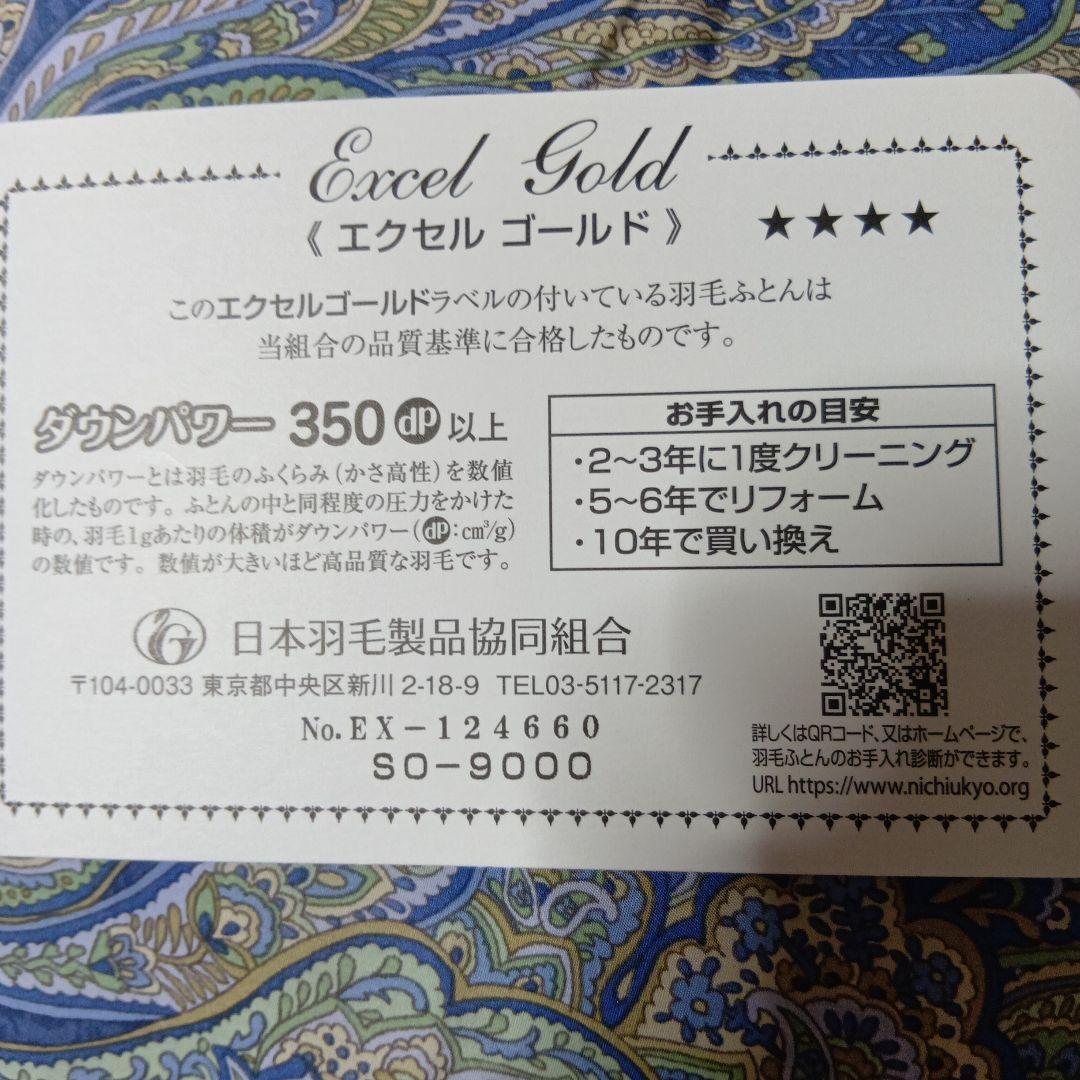 Excel Gold
《 エクセル ゴールド 》
★★★★
このエクセルゴールドラベルの付いている羽毛ふとんは
当組合の品質基準に合格したものです。
ダウンパワー 350 dp 以上
ダウンパワーとは羽毛のふくらみ(かさ高性)を数値
化したものです。ふとんの中と同程度の圧力をかけた
時の、羽毛1gあたりの体積がダウンパワー(dp:cm³/g)
の数値です。数値が大きいほど高品質な羽毛です。
お手入れの目安
・2〜3年に1度クリーニング
・5〜6年でリフォーム
・10年で買い換え
日本羽毛製品協同組合
〒104-0033 東京都中央区新川 2-18-9 TEL03-5117-2317
No.EX-124660
SO-9000
詳しくはQRコード、又はホームページで、
羽毛ふとんのお手入れ診断ができます。
URL https://www.nichiukyo.org